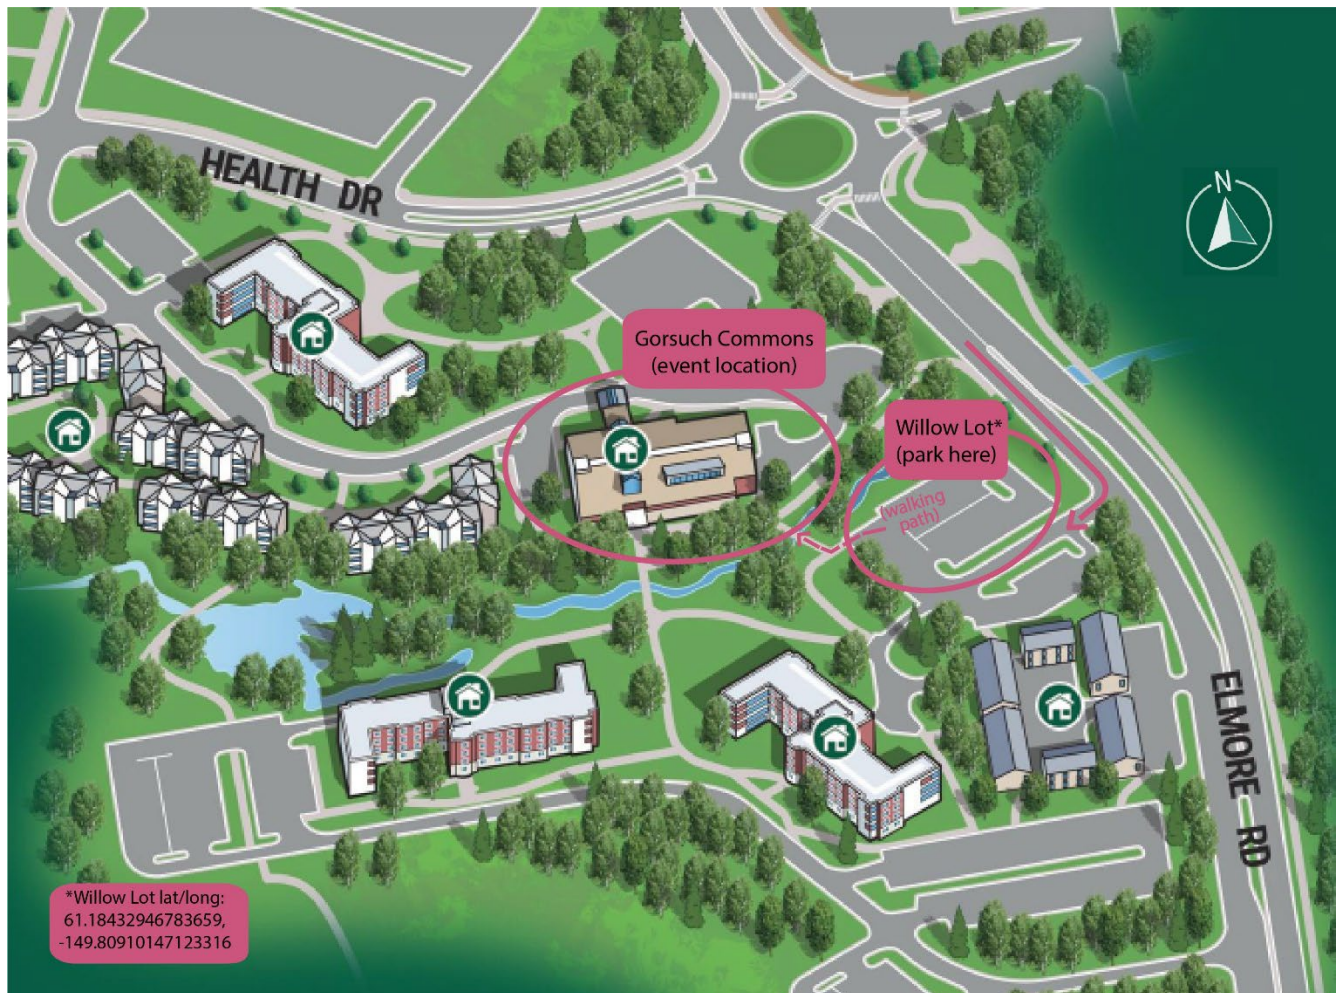 HEALTH DR
N
Gorsuch Commons
(event location)
Willow Lot*
(park here)
(walking
path)
ELMORE RD
*Willow Lot lat/long:
61.18432946783659,
-149.80910147123316